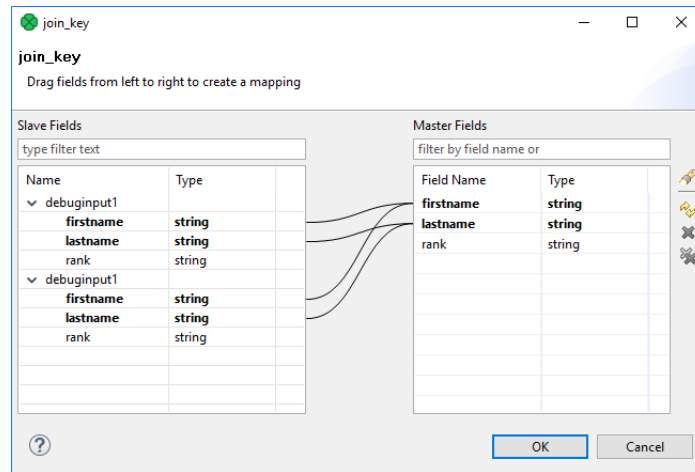 join_key
join_key
Drag fields from left to right to create a mapping
Slave Fields
type filter text
Name Type
debuginput1
firstname string
lastname string
rank string
debuginput1
firstname string
lastname string
rank string
Master Fields
filter by field name or
Field Name Type
firstname string
lastname string
rank string
?
OK Cancel